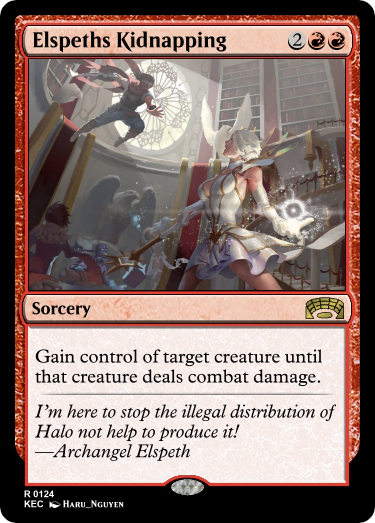 Elspeths Kidnapping 2
Sorcery
Gain control of target creature until
that creature deals combat damage.
I'm here to stop the illegal distribution of
Halo not help to produce it!
—Archangel Elspeth
R 0124
KEC Haru_Nguyen